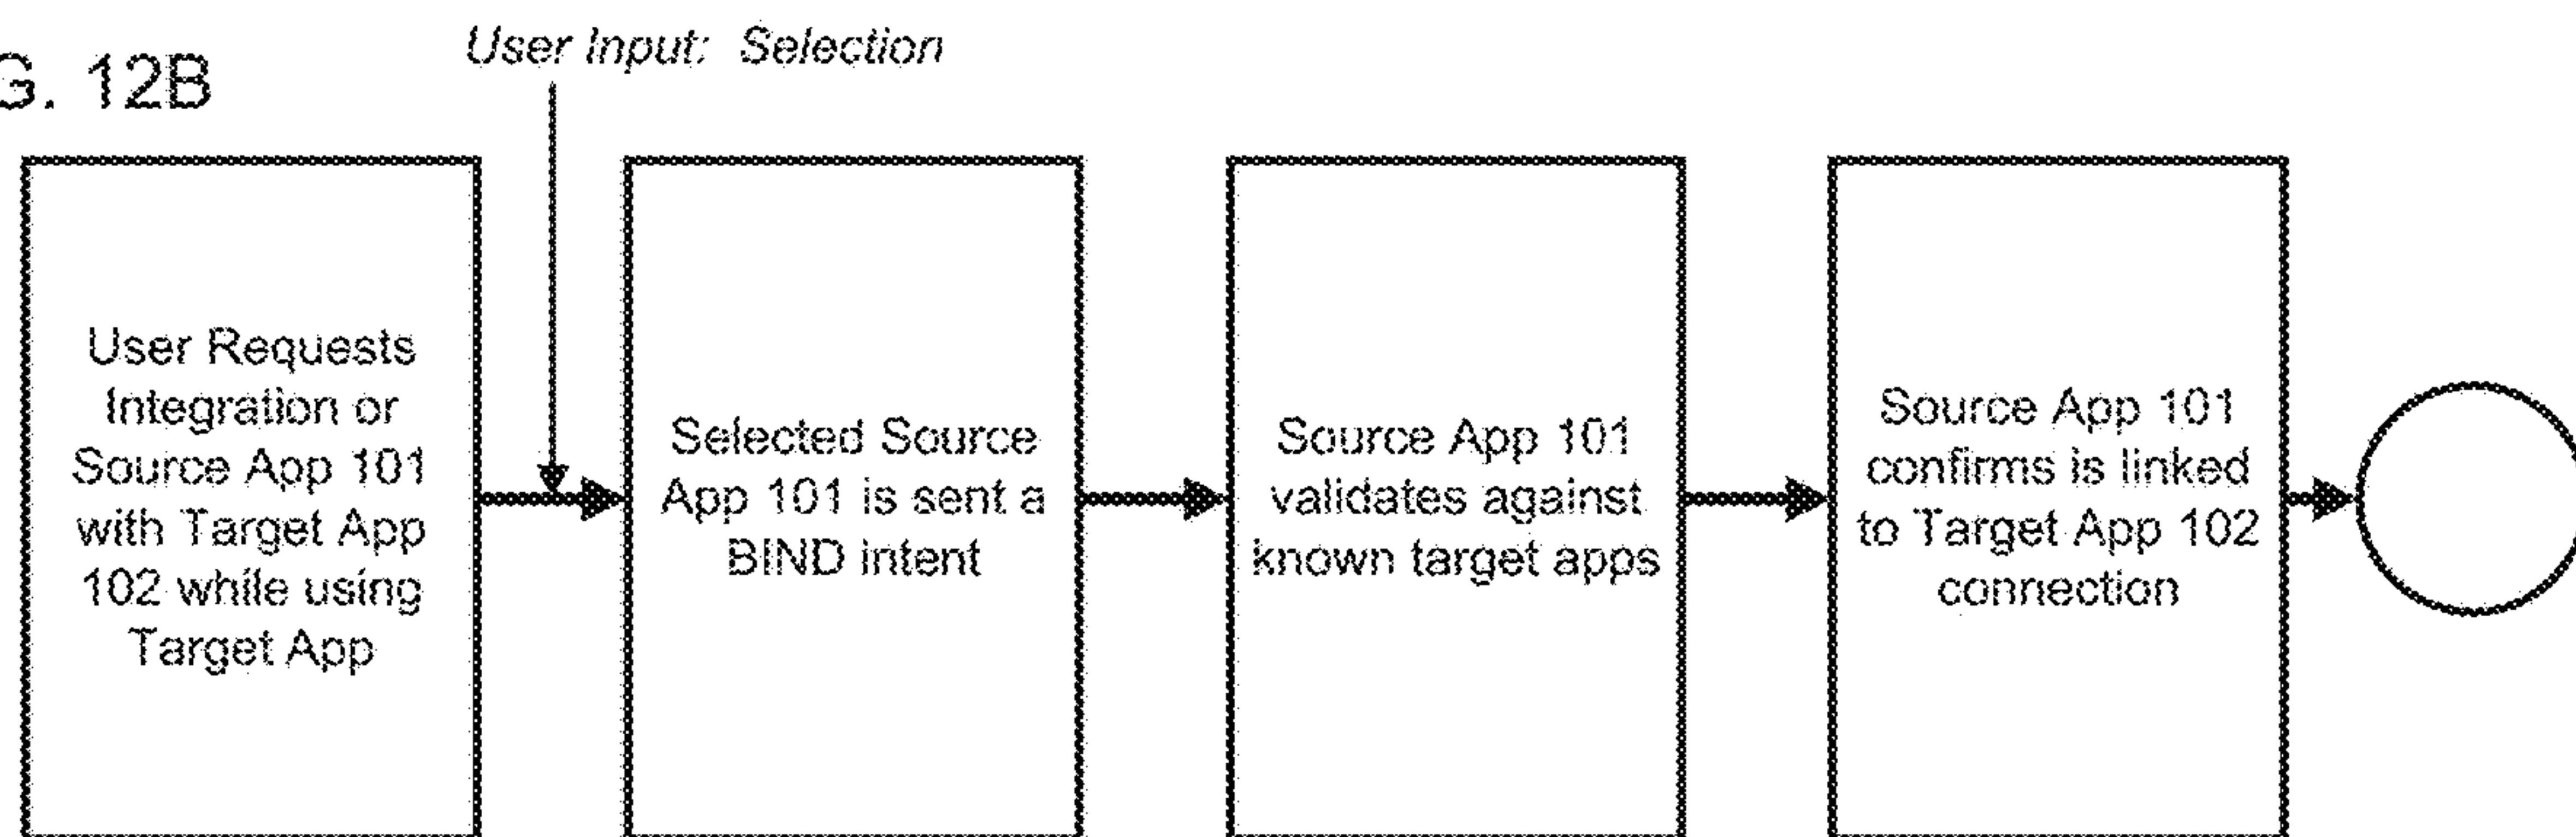 G. 12B
User Input: Selection
User Requests
Integration or
Source App 101
with Target App
102 while using
Target App
Selected Source
App 101 is sent a
BIND intent
Source App 101
validates against
known target apps
Source App 101
confirms is linked
to Target App 102
connection